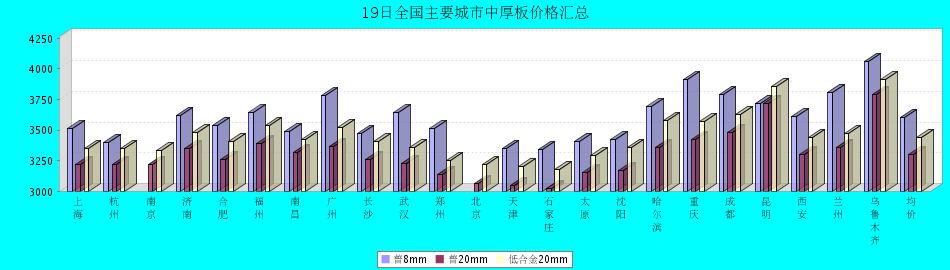 19日全国主要城市中厚板价格汇总
4250
4000
3750
3500
3250
3000
上海
杭州
南京
济南
合肥
福州
南昌
广州
长沙
武汉
郑州
北京
天津
石家庄
太原
沈阳
哈尔滨
重庆
成都
昆明
西安
兰州
乌鲁木齐
均价
普8mm 普20mm 低合金20mm